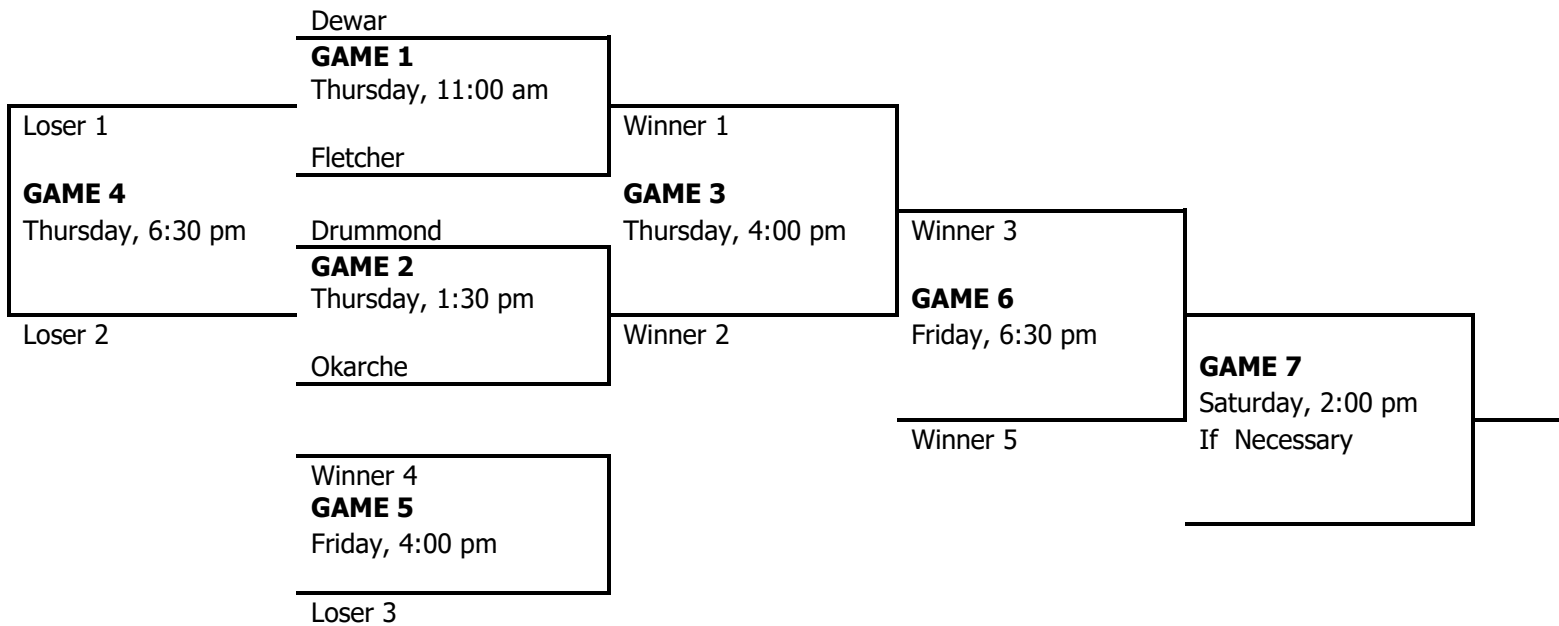 Dewar
GAME 1
Thursday, 11:00 am
Fletcher
Loser 1
GAME 4
Thursday, 6:30 pm
Loser 2
Drummond
GAME 2
Thursday, 1:30 pm
Okarche
Winner 1
GAME 3
Thursday, 4:00 pm
Winner 2
Winner 4
GAME 5
Friday, 4:00 pm
Loser 3
Winner 3
GAME 6
Friday, 6:30 pm
Winner 5
GAME 7
Saturday, 2:00 pm
If Necessary